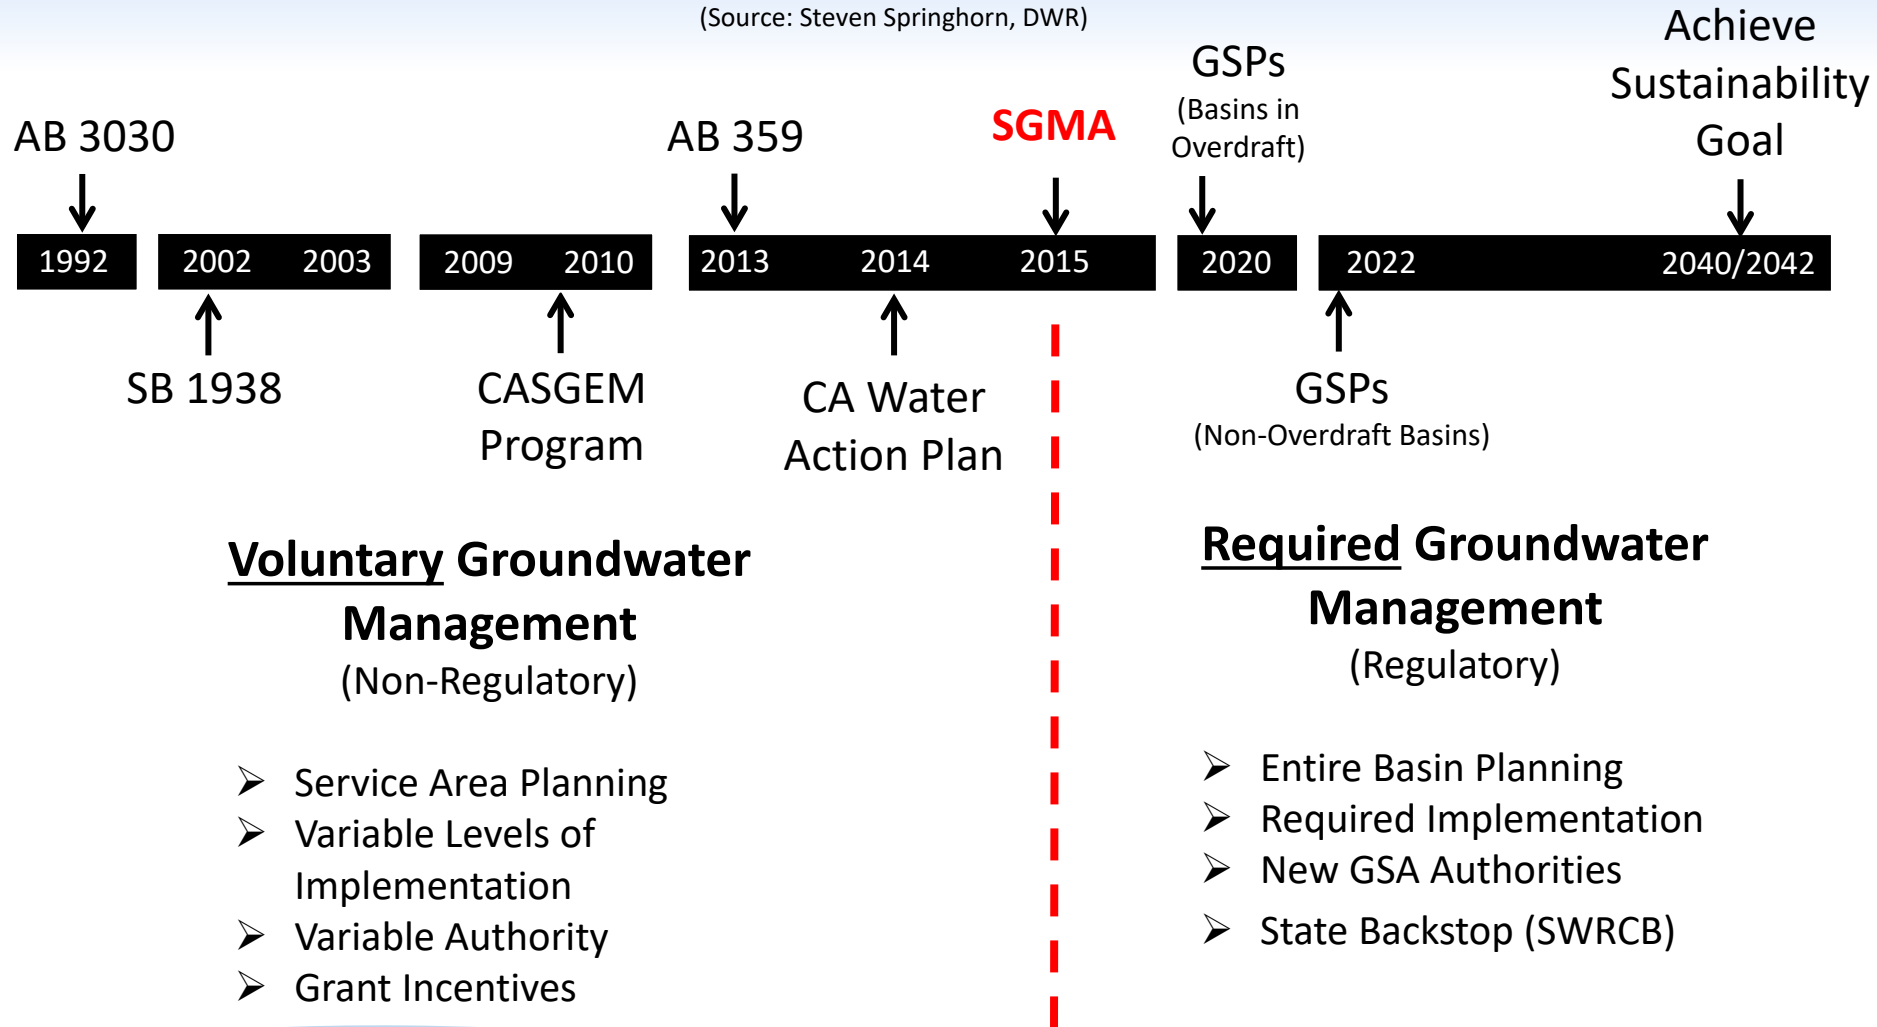 (Source: Steven Springhorn, DWR)
AB 3030
AB 359
SGMA
GSPs
(Basins in
Overdraft)
Achieve
Sustainability
Goal
1992
2002
2003
2009
2010
2013
2014
2015
2020
2022
2040/2042
SB 1938
CASGEM
Program
CA Water
Action Plan
GSPs
(Non-Overdraft Basins)
Voluntary Groundwater
Management
(Non-Regulatory)
➢ Service Area Planning
➢ Variable Levels of
Implementation
➢ Variable Authority
➢ Grant Incentives
Required Groundwater
Management
(Regulatory)
➢ Entire Basin Planning
➢ Required Implementation
➢ New GSA Authorities
➢ State Backstop (SWRCB)